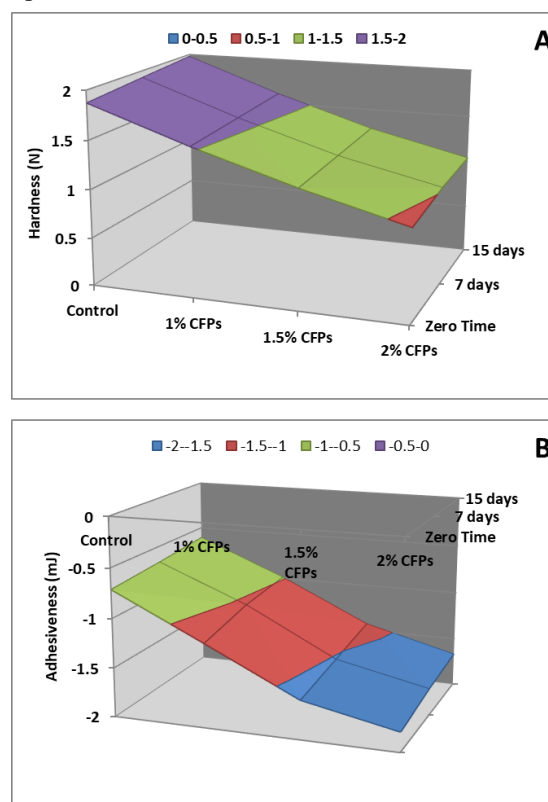 0-0.5 0.5-1 1-1.5 1.5-2
A
2
1.5
1
0.5
0
Hardness (N)
Control
1% CFPs
1.5% CFPs
2% CFPs
15 days
7 days
Zero Time
-2--1.5 -1.5--1 -1--0.5 -0.5-0
B
0
-0.5
-1
-1.5
-2
Adhesiveness (mJ)
Control
1% CFPs
1.5%
CFPs
2% CFPs
15 days
7 days
Zero Time